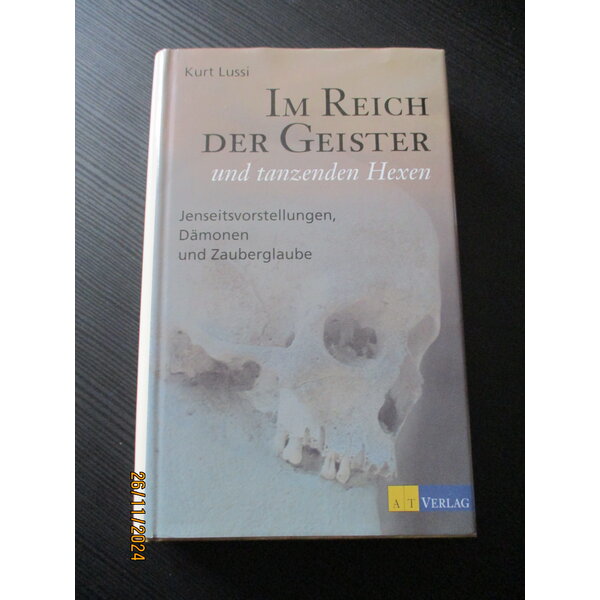 Kurt Lussi
IM REICH
DER GEISTER
und tanzenden Hexen
Jenseitsvorstellungen,
Dämonen
und Zauberglaube
AT VERLAG
26/11/2024